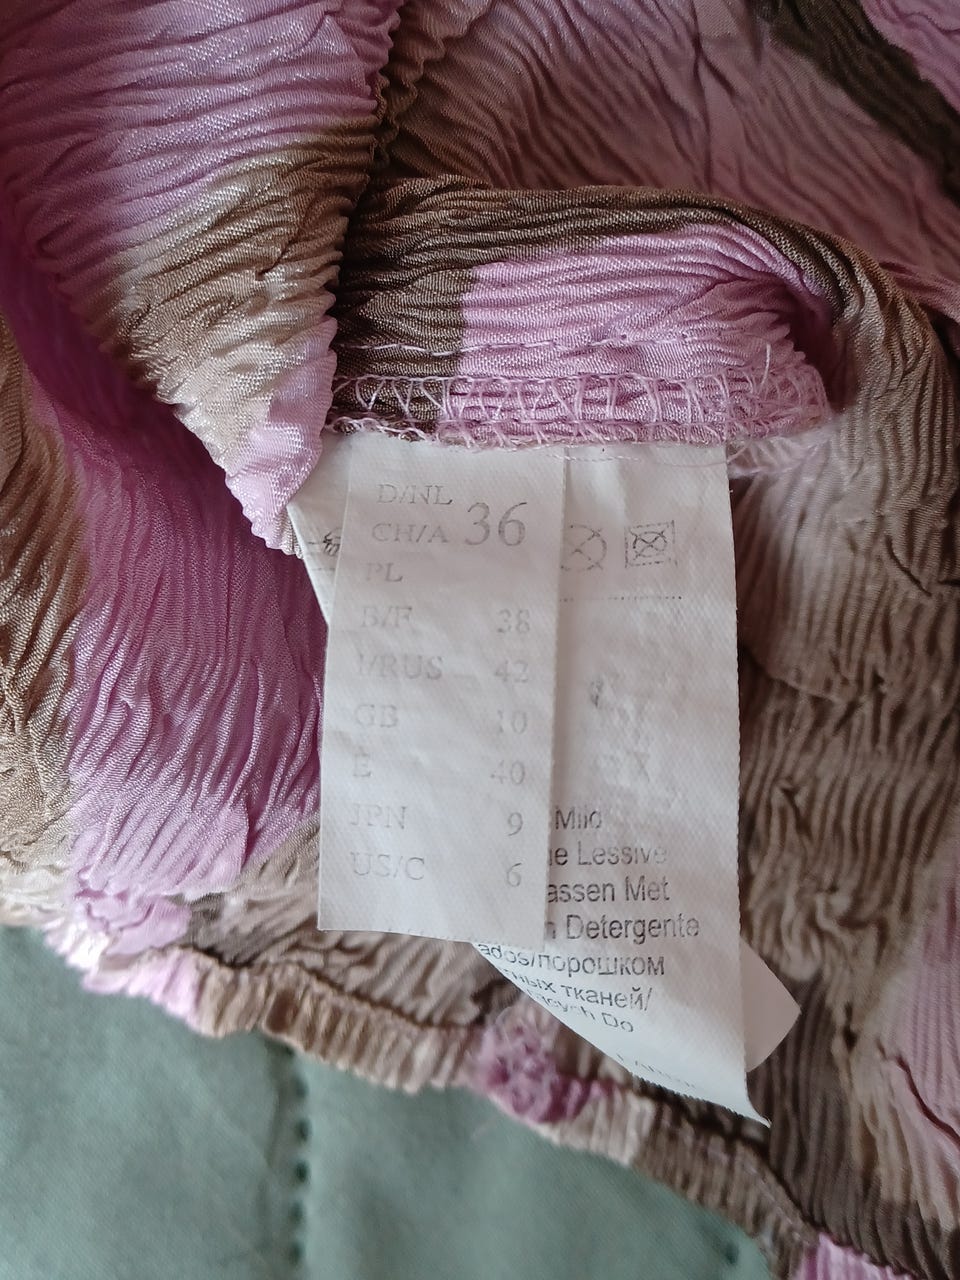 D/NL
CH/A 36
PL
B/F 38
I/RUS 42
GB 10
E 40
JPN 9
US/C 6
Mild
Lessive
Met
Detergente
порошком
тканей/
Do